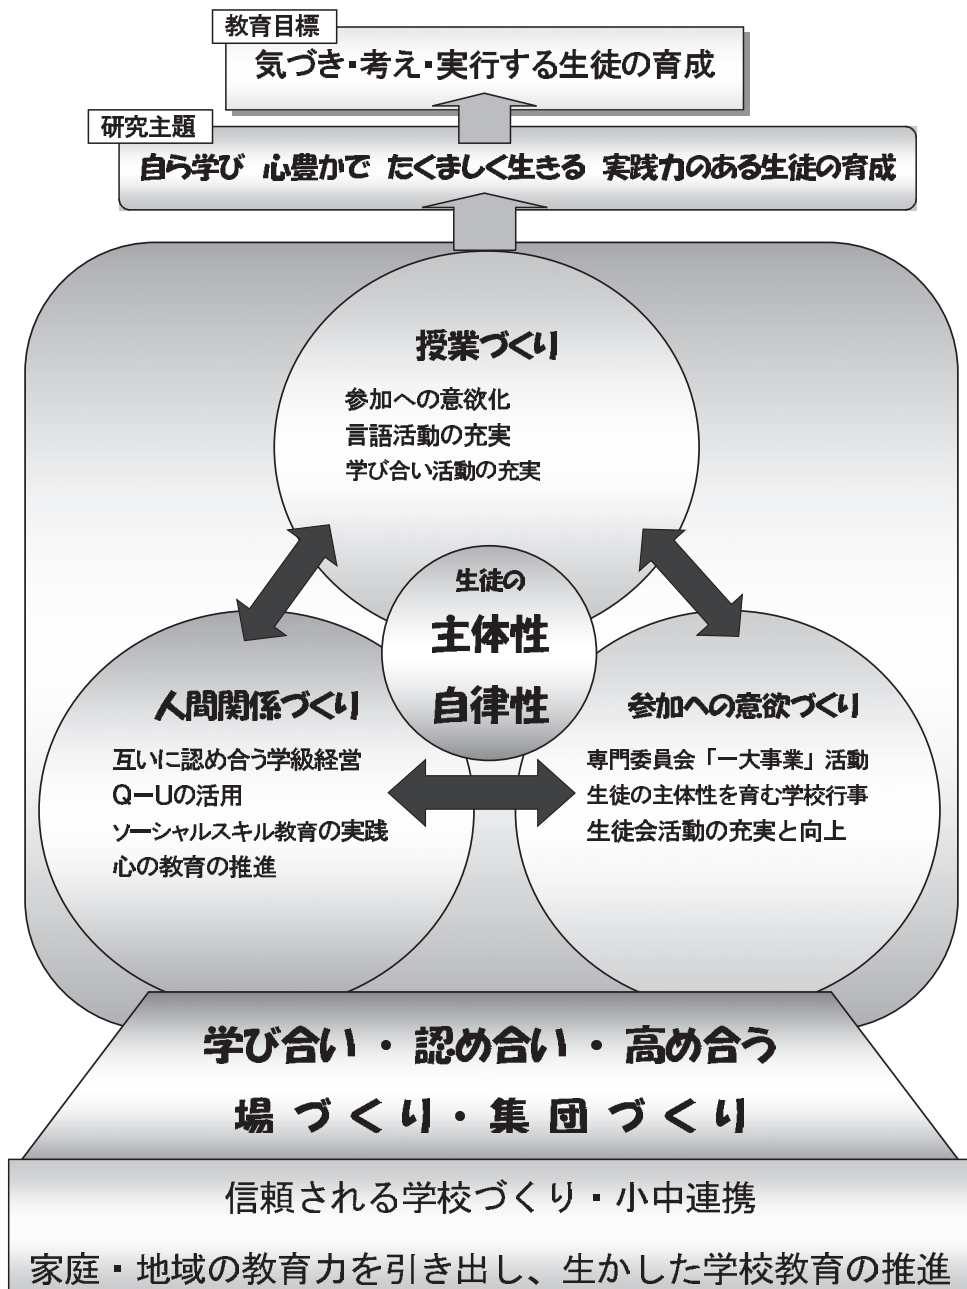 教育目標
気づき・考え・実行する生徒の育成
研究主題
自ら学び 心豊かで たくましく生きる 実践力のある生徒の育成
授業づくり
参加への意欲化
言語活動の充実
学び合い活動の充実
生徒の
主体性
自律性
人間関係づくり
互いに認め合う学級経営
Q−Uの活用
ソーシャルスキル教育の実践
心の教育の推進
参加への意欲づくり
専門委員会「一大事業」活動
生徒の主体性を育む学校行事
生徒会活動の充実と向上
学び合い・認め合い・高め合う
場づくり・集団づくり
信頼される学校づくり・小中連携
家庭・地域の教育力を引き出し、生かした学校教育の推進